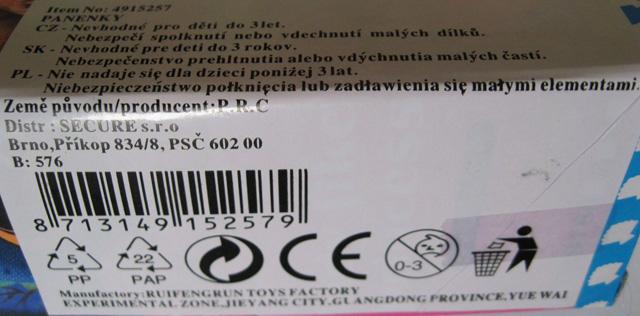 Item No: 4915257
PANENKY
CZ - Nevhodné pro děti do 3let.
Nebezpečí spolknutí nebo vdechnutí malých dílků.
SK - Nevhodné pre deti do 3 rokov.
Nebezpečenstvo prehltnutia alebo vdýchnutia malých častí.
PL - Nie nadaje się dla dzieci poniżej 3 lat.
Niebezpieczeństwo połknięcia lub zadławienia się małymi elementami.
Země původu/producent:P.R.C
Distr : SECURE s.r.o
Brno,Příkop 834/8, PSČ 602 00
B: 576
8 713149 152579
5 22 CE 0-3
PP PAP
Manufactory:RUIFENGRUN TOYS FACTORY
EXPERIMENTAL ZONE,JIEYANG CITY,GUANGDONG PROVINCE,YUE WAI